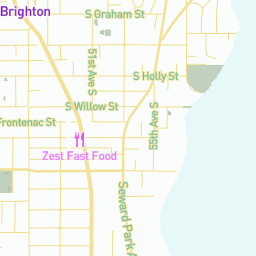 Brighton
S Graham St
51st Ave S
S Holly St
S Willow St
55th Ave S
Frontenac St
Zest Fast Food
Seward Park